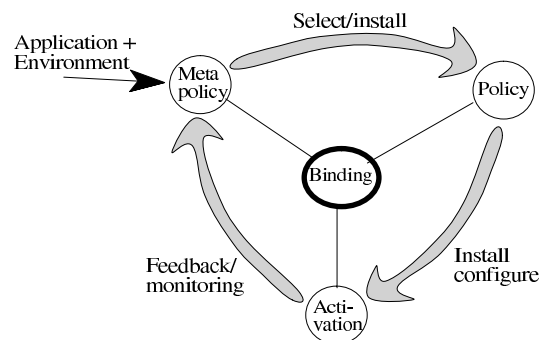 Select/install
Application +
Environment
Meta
policy
Policy
Binding
Feedback/
monitoring
Install
configure
Acti-
vation